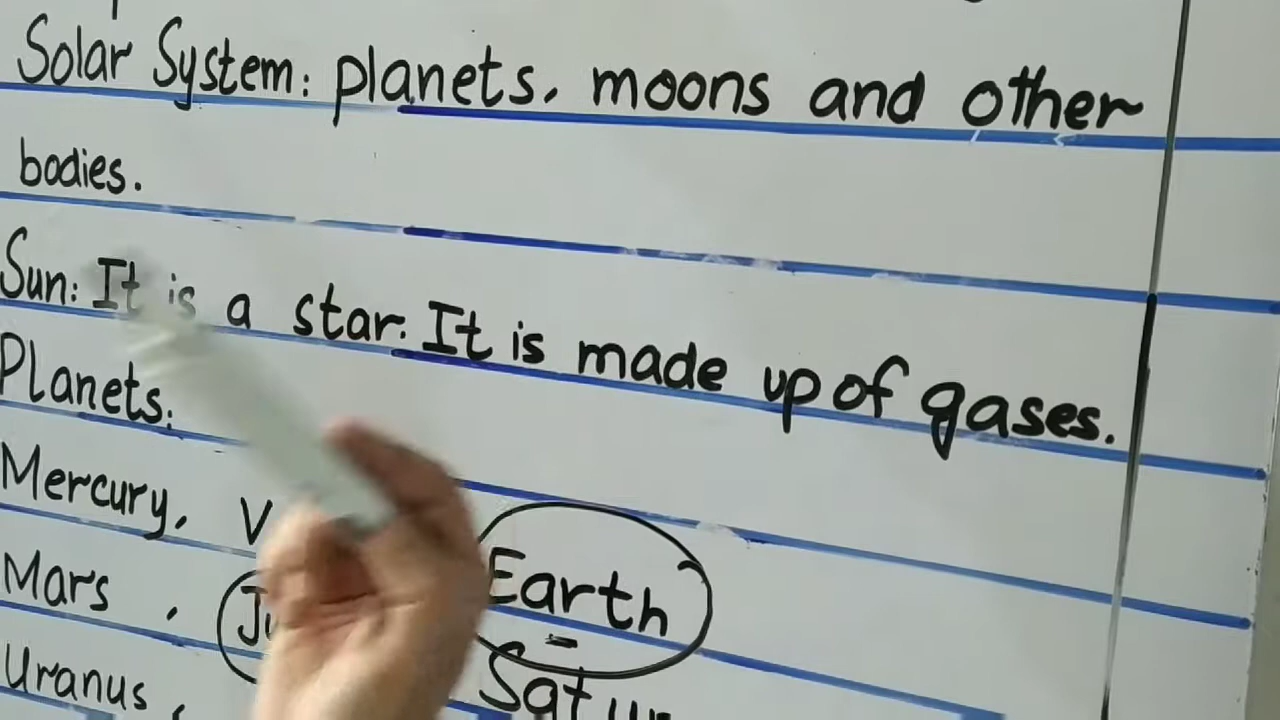 Solar System: planets, moons and other
bodies.
Sun: It is a star. It is made up of gases.
Planets:
Mercury, Earth
Mars,
Uranus,